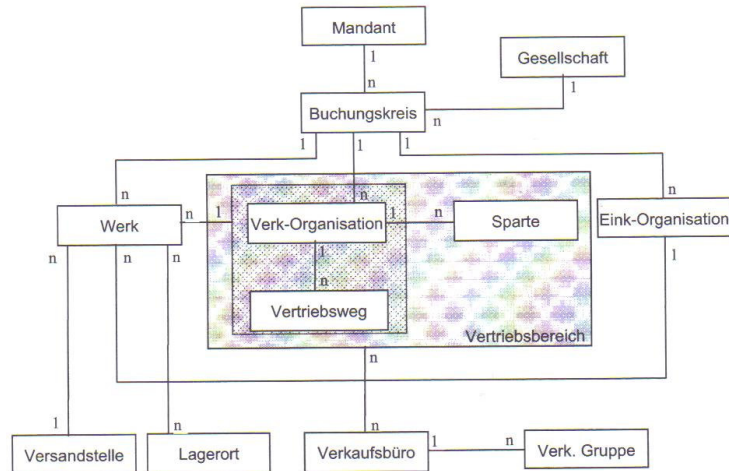 Mandant
1
n
Gesellschaft
1
Buchungskreis
n
1
1
1
n
n
n
Werk
n
1
Verk-Organisation
1
n
Sparte
Eink-Organisation
n
n
n
1
1
n
Vertriebsweg
Vertriebsbereich
n
1
n
n
Versandstelle
Lagerort
Verkaufsbüro
1
n
Verk. Gruppe